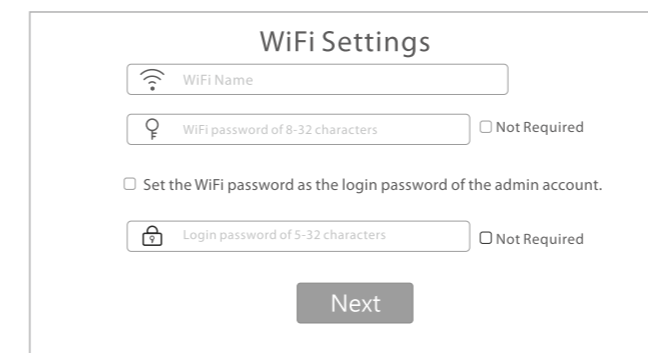 WiFi Settings
WiFi Name
WiFi password of 8-32 characters
Not Required
Set the WiFi password as the login password of the admin account.
Login password of 5-32 characters
Not Required
Next